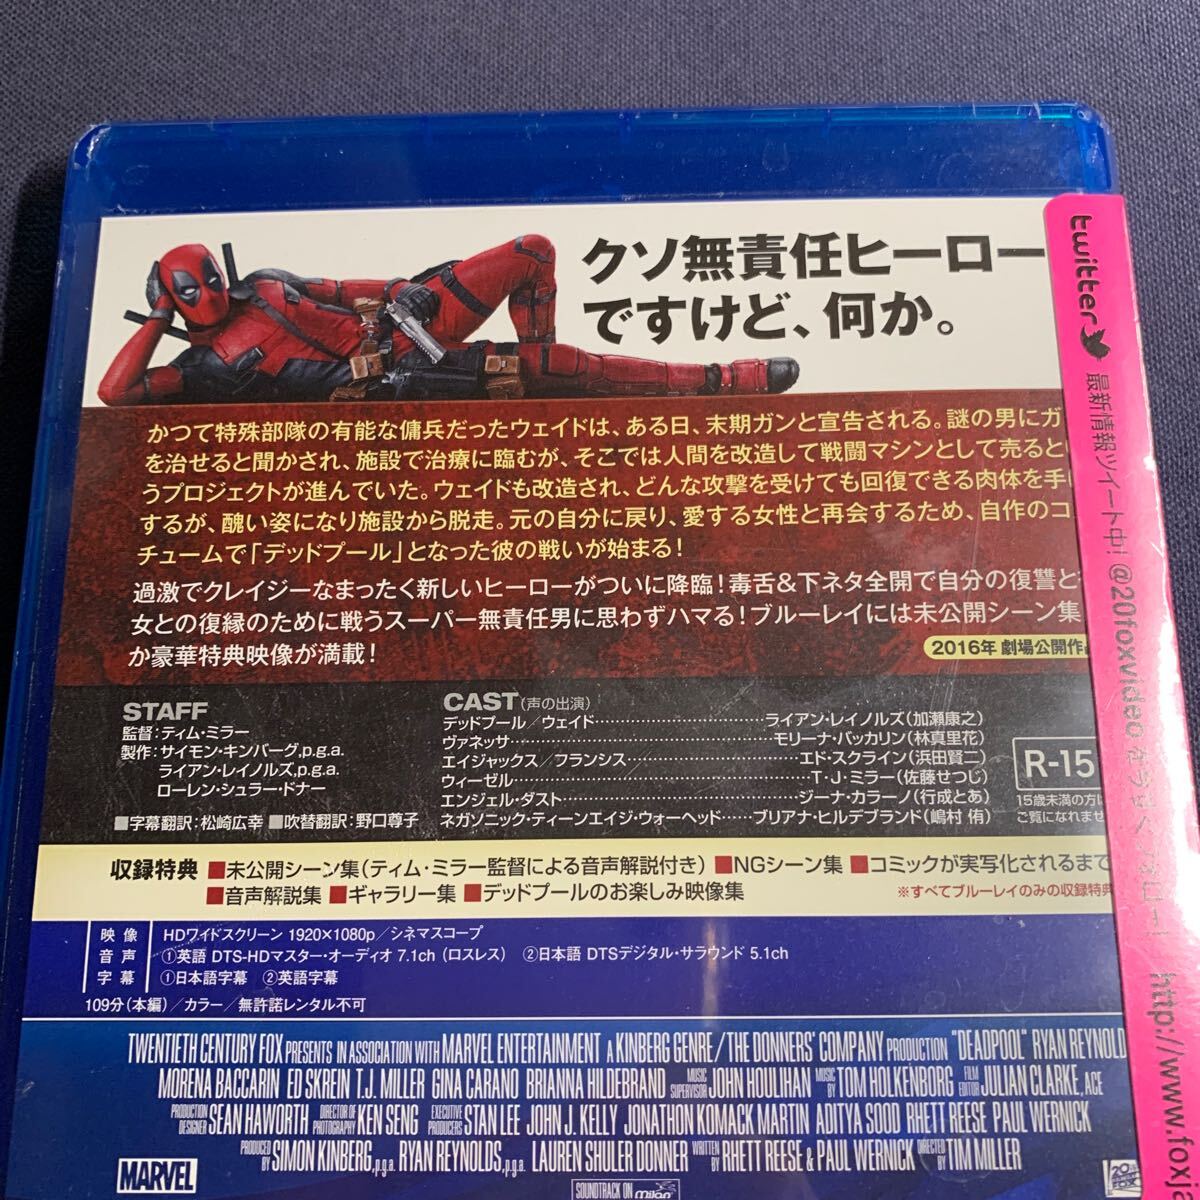 クソ無責任ヒーロー
ですけど、何か。
かつて特殊部隊の有能な傭兵だったウェイドは、ある日、末期ガンと宣告される。謎の男にガ
を治せると聞かされ、施設で治療に臨むが、そこでは人間を改造して戦闘マシンとして売ると
うプロジェクトが進んでいた。ウェイドも改造され、どんな攻撃を受けても回復できる肉体を手に
するが、醜い姿になり施設から脱走。元の自分に戻り、愛する女性と再会するため、自作のコ
チュームで「デッドプール」となった彼の戦いが始まる!
過激でクレイジーなまったく新しいヒーローがついに降臨!毒舌&下ネタ全開で自分の復讐と
女との復縁のために戦うスーパー無責任男に思わずハマる!ブルーレイには未公開シーン集
か豪華特典映像が満載!
2016年 劇場公開作
STAFF
監督:ティム・ミラー
製作:サイモン・キンバーグ,p.g.a.
ライアン・レイノルズ,p.g.a.
ローレン・シュラー・ドナー
■字幕翻訳:松崎広幸 ■吹替翻訳:野口尊子
CAST(声の出演)
デッドプール/ウェイド……ライアン・レイノルズ(加瀬康之)
ヴァネッサ……モリーナ・バッカリン(林真里花)
エイジャックス/フランシス……エド・スクライン(浜田賢二)
ウィーゼル……T・J・ミラー(佐藤せつじ)
エンジェル・ダスト……ジーナ・カラーノ(行成とあ)
ネガソニック・ティーンエイジ・ウォーヘッド……ブリアナ・ヒルデブランド(嶋村 侑)
R-15
15歳未満の方に
ご覧になれませ
収録特典 ■未公開シーン集(ティム・ミラー監督による音声解説付き) ■NGシーン集 ■コミックが実写化されるまで
■音声解説集 ■ギャラリー集 ■デッドプールのお楽しみ映像集
※すべてブルーレイのみの収録特典
映像 HDワイドスクリーン 1920×1080p/シネマスコープ
音声 ①英語 DTS-HDマスター・オーディオ 7.1ch (ロスレス) ②日本語 DTSデジタル・サラウンド 5.1ch
字幕 ①日本語字幕 ②英語字幕
109分(本編)/カラー/無許諾レンタル不可
TWENTIETH CENTURY FOX PRESENTS IN ASSOCIATION WITH MARVEL ENTERTAINMENT A KINBERG GENRE/THE DONNERS' COMPANY PRODUCTION "DEADPOOL" RYAN REYNOLD
MORENA BACCARIN ED SKREIN T.J. MILLER GINA CARANO BRIANNA HILDEBRAND MUSIC SUPERVISOR JOHN HOULIHAN MUSIC BY TOM HOLKENBORG FILM EDITOR JULIAN CLARKE, ACE
PRODUCTION DESIGNER SEAN HAWORTH DIRECTOR OF PHOTOGRAPHY KEN SENG EXECUTIVE PRODUCERS STAN LEE JOHN J. KELLY JONATHON KOMACK MARTIN ADITYA SOOD RHETT REESE PAUL WERNICK
PRODUCED BY SIMON KINBERG, p.g.a. RYAN REYNOLDS, p.g.a. LAUREN SHULER DONNER WRITTEN BY RHETT REESE & PAUL WERNICK DIRECTED BY TIM MILLER
MARVEL
SOUNDTRACK ON milan
twitter
最新情報ツイート中! @20foxvideo
http://www.foxj